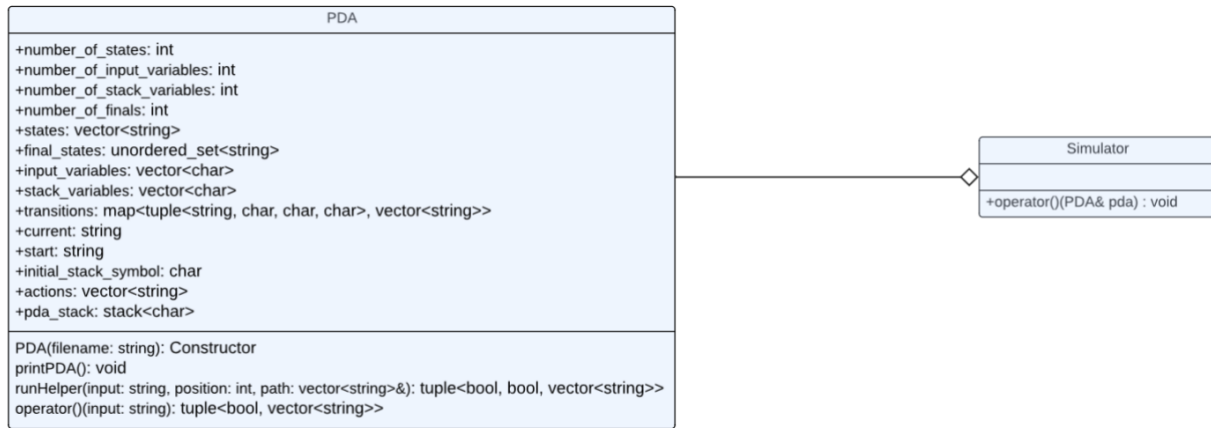 PDA
+number_of_states: int
+number_of_input_variables: int
+number_of_stack_variables: int
+number_of_finals: int
+states: vector<string>
+final_states: unordered_set<string>
+input_variables: vector<char>
+stack_variables: vector<char>
+transitions: map<tuple<string, char, char, char>, vector<string>>
+current: string
+start: string
+initial_stack_symbol: char
+actions: vector<string>
+pda_stack: stack<char>
PDA(filename: string): Constructor
printPDA(): void
runHelper(input: string, position: int, path: vector<string>&): tuple<bool, bool, vector<string>>
operator()(input: string): tuple<bool, vector<string>>
Simulator
+operator()(PDA& pda) : void